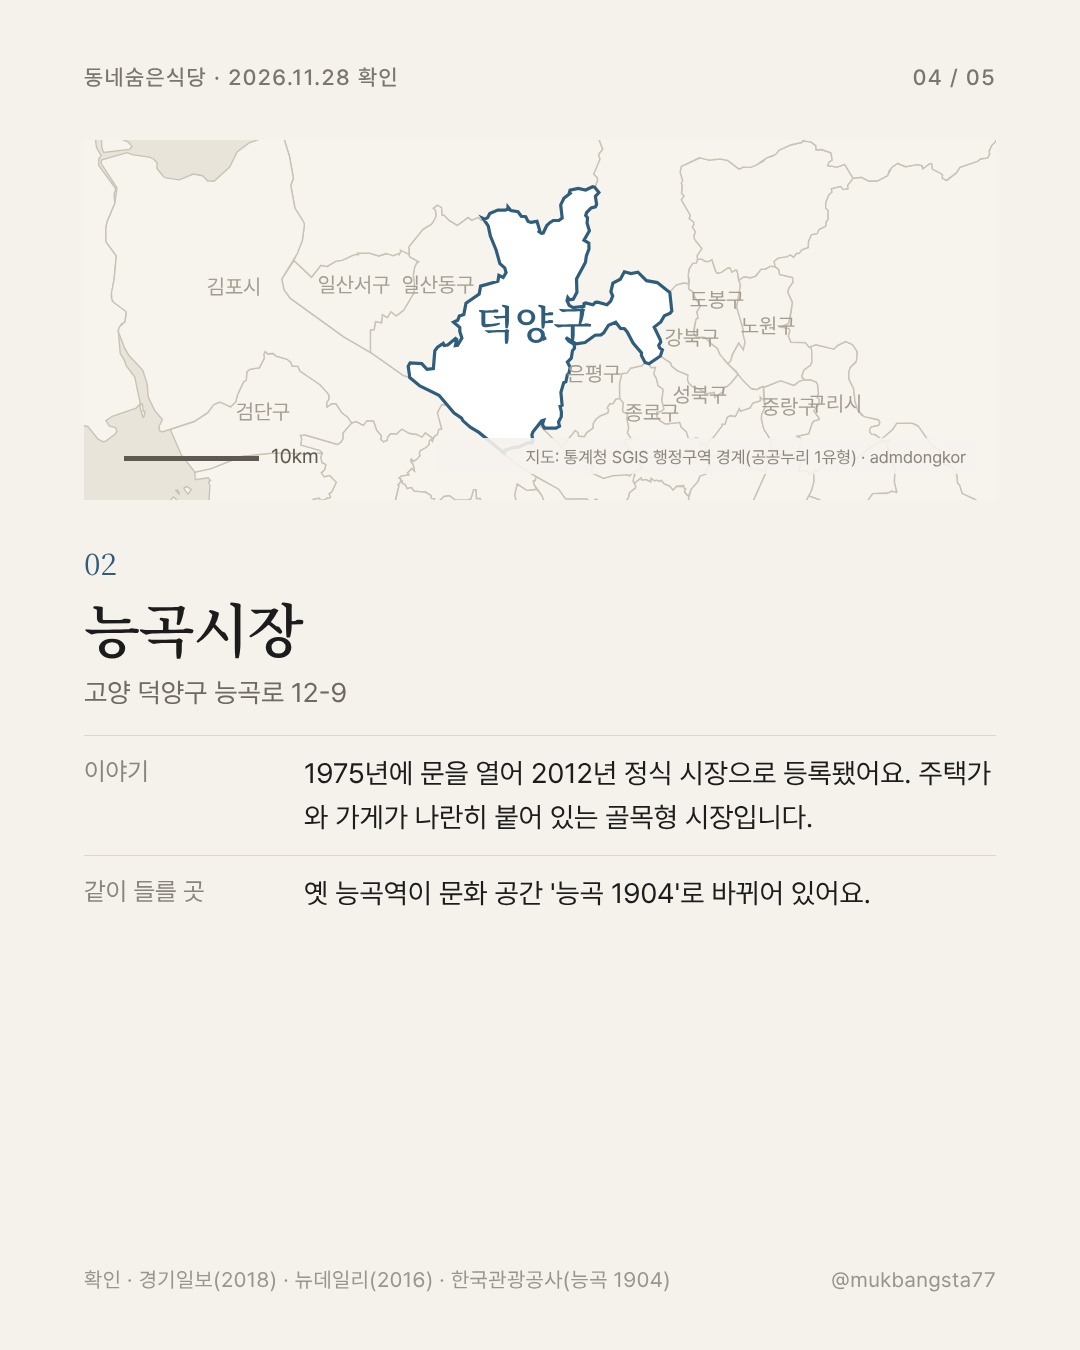 동네숨은식당 · 2026.11.28 확인
04 / 05
김포시
일산서구
일산동구
덕양구
도봉구
노원구
강북구
은평구
성북구
종로구
중랑구
구리시
검단구
10km
지도: 통계청 SGIS 행정구역 경계(공공누리 1유형) · admdongkor
02
능곡시장
고양 덕양구 능곡로 12-9
이야기
1975년에 문을 열어 2012년 정식 시장으로 등록됐어요. 주택가
와 가게가 나란히 붙어 있는 골목형 시장입니다.
같이 들를 곳
옛 능곡역이 문화 공간 '능곡 1904'로 바뀌어 있어요.
확인 · 경기일보(2018) · 뉴데일리(2016) · 한국관광공사(능곡 1904)
@mukbangsta77